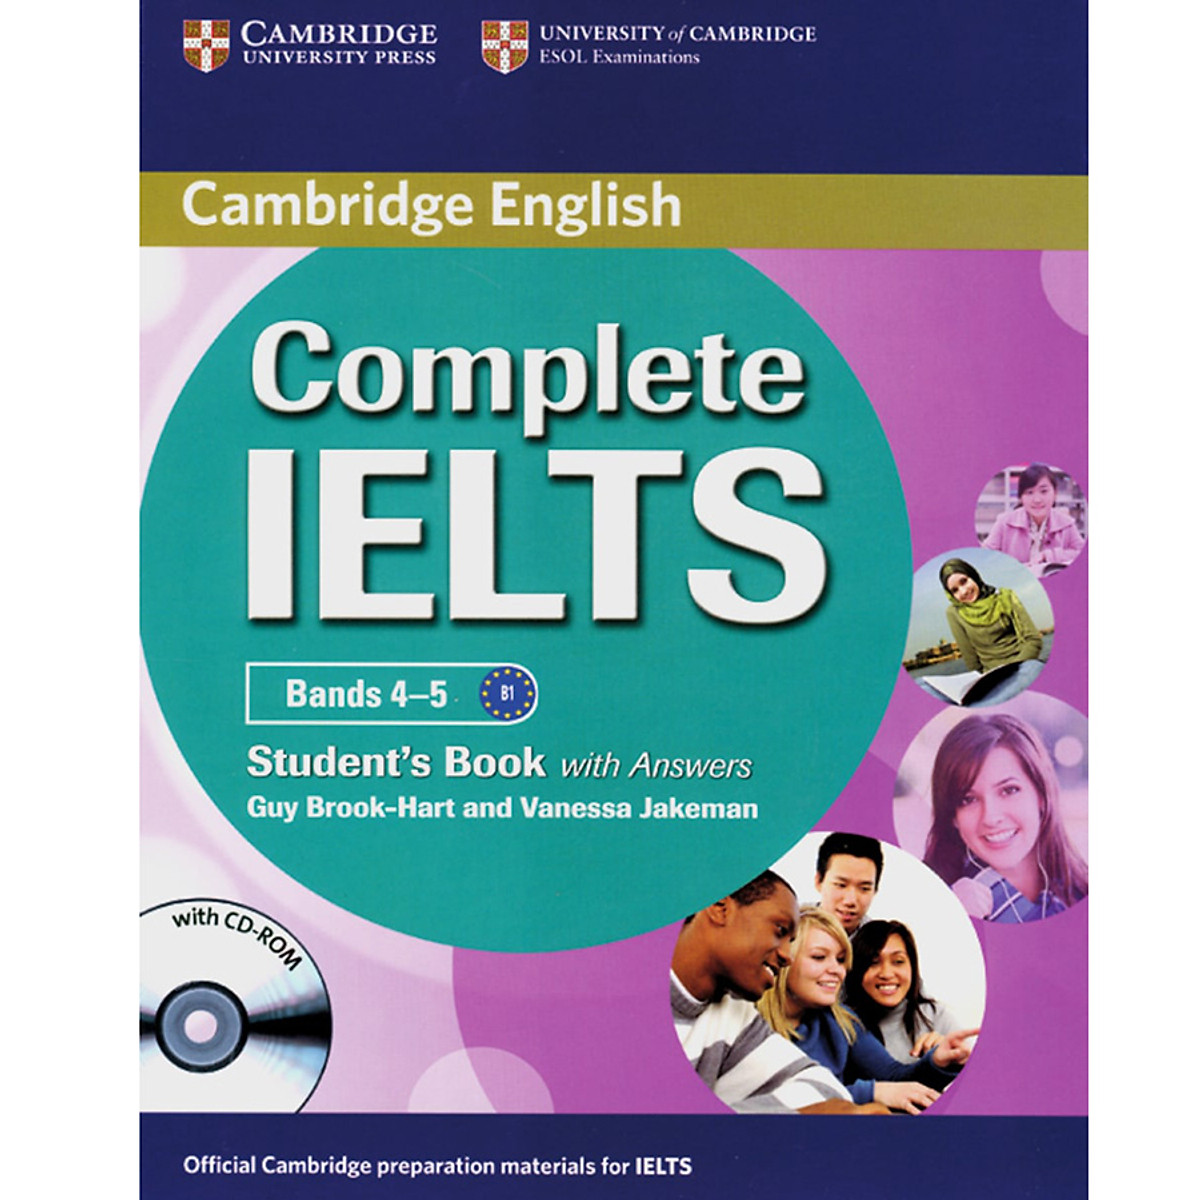 CAMBRIDGE
UNIVERSITY PRESS
UNIVERSITY of CAMBRIDGE
ESOL Examinations
Cambridge English
Complete
IELTS
Bands 4–5
B1
Student's Book with Answers
Guy Brook-Hart and Vanessa Jakeman
with CD-ROM
Official Cambridge preparation materials for IELTS